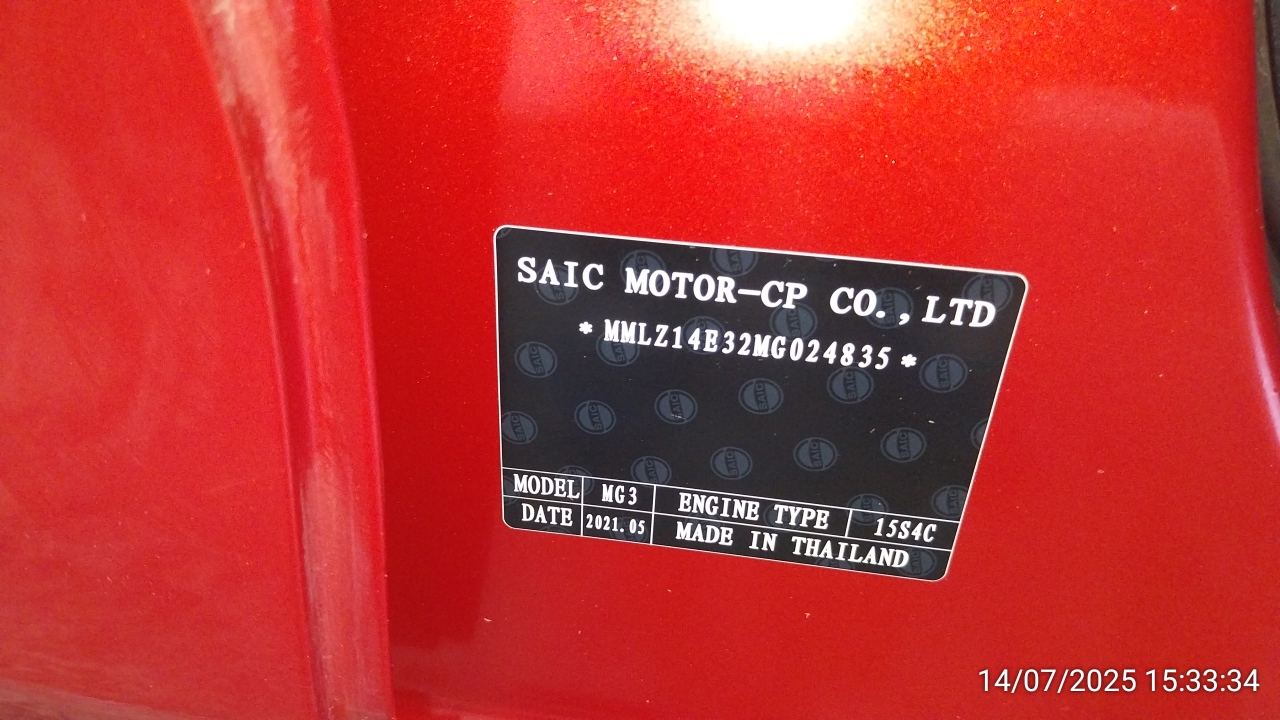 SAIC MOTOR-CP CO.,LTD
* MMLZ14E32MG024835 *
MODEL MG3 ENGINE TYPE 15S4C
DATE 2021.05 MADE IN THAILAND
14/07/2025 15:33:34